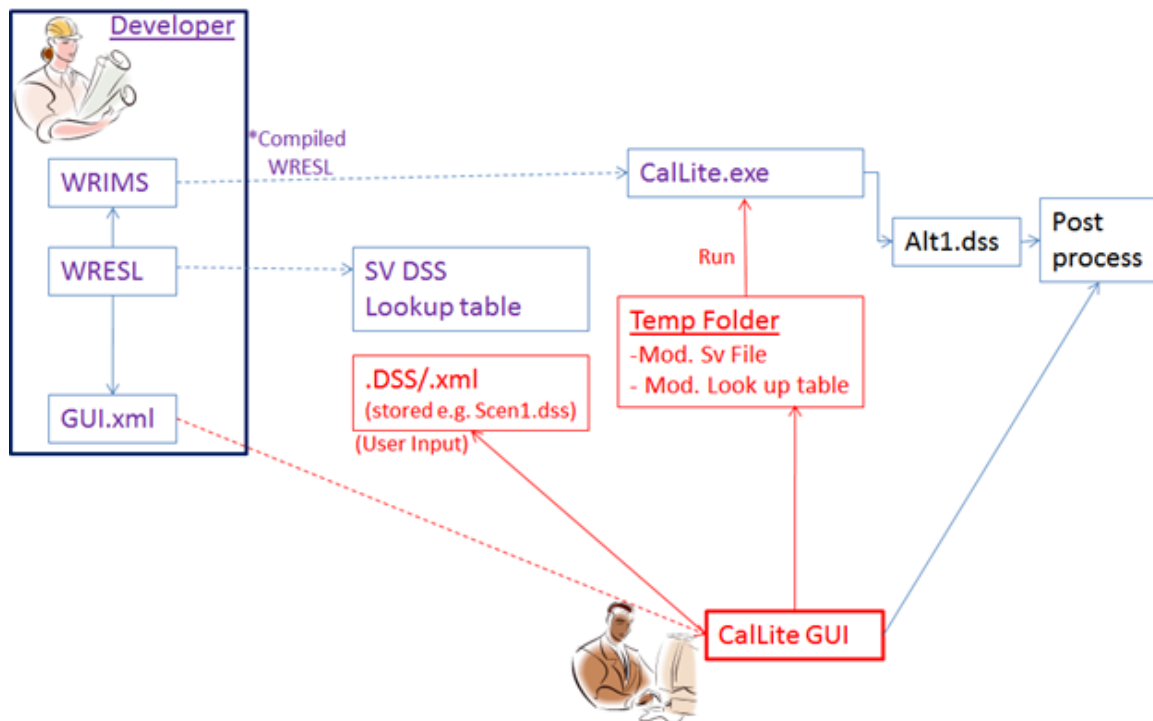 Developer
*Compiled
WRESL
WRIMS
CalLite.exe
Alt1.dss
Post
process
WRESL
SV DSS
Lookup table
Run
Temp Folder
-Mod. Sv File
- Mod. Look up table
.DSS/.xml
(stored e.g. Scen1.dss)
(User Input)
GUI.xml
CalLite GUI